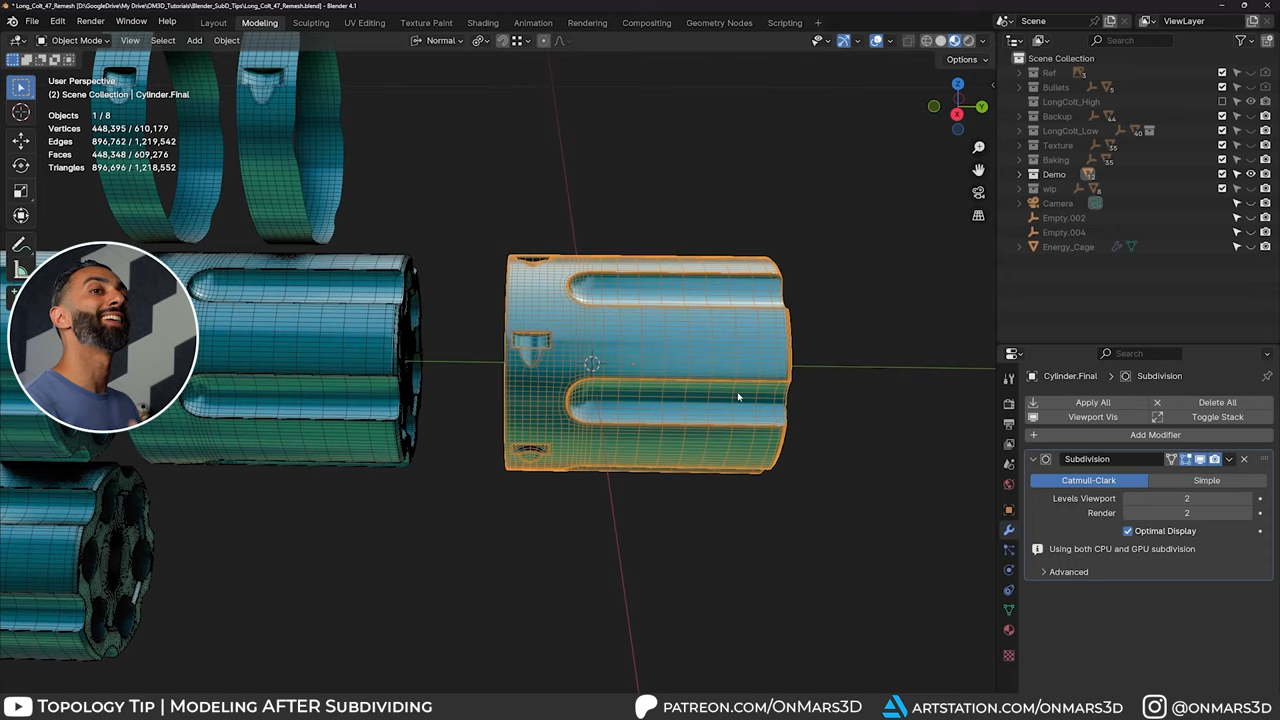 * Long_Colt_47_Remesh [D:\GoogleDrive\My Drive\OM3D_Tutorials\Blender_SubD_Tips\Long_Colt_47_Remesh.blend] - Blender 4.1
File Edit Render Window Help Layout Modeling Sculpting UV Editing Texture Paint Shading Animation Rendering Compositing Geometry Nodes Scripting + Scene ViewLayer
Object Mode View Select Add Object Normal Search
Options
User Perspective
(2) Scene Collection | Cylinder.Final
Objects 1 / 8
Vertices 448,395 / 610,179
Edges 896,762 / 1,219,542
Faces 448,348 / 609,276
Triangles 896,696 / 1,218,552
Z
Y
X
Scene Collection
Ref 3
Bullets 5
LongColt_High
Backup 44
LongColt_Low 40
Texture 38
Baking 35
Demo
wip
Camera
Empty.002
Empty.004
Energy_Cage
Search
Cylinder.Final > Subdivision
Apply All Delete All
Viewport Vis Toggle Stack
Add Modifier
Subdivision
Catmull-Clark Simple
Levels Viewport 2
Render 2
Optimal Display
Using both CPU and GPU subdivision
Advanced
Topology Tip | Modeling AFTER Subdividing
PATREON.COM/OnMars3D
ARTSTATION.COM/ONMARS3D
@ONMARS3D